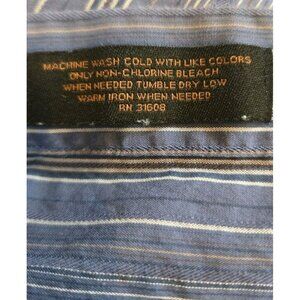 MACHINE WASH COLD WITH LIKE COLORS
ONLY NON-CHLORINE BLEACH
WHEN NEEDED TUMBLE DRY LOW
WARM IRON WHEN NEEDED
RN 31608